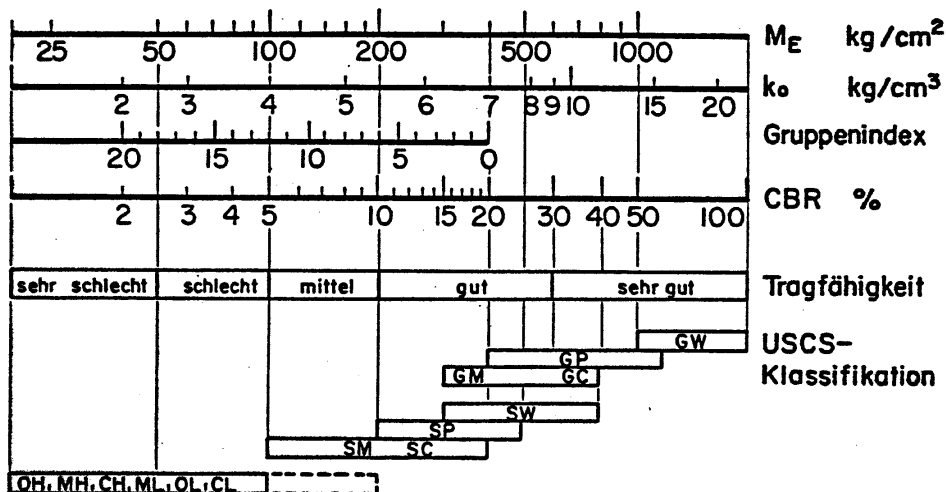 25 50 100 200 500 1000 M_E kg/cm²
2 3 4 5 6 7 8 9 10 15 20 k₀ kg/cm³
20 15 10 5 0 Gruppenindex
2 3 4 5 10 15 20 30 40 50 100 CBR %
sehr schlecht schlecht mittel gut sehr gut Tragfähigkeit
GW USCS-
GP
GM GC Klassifikation
SW
SP
SM SC
OH, MH, CH, ML, OL, CL